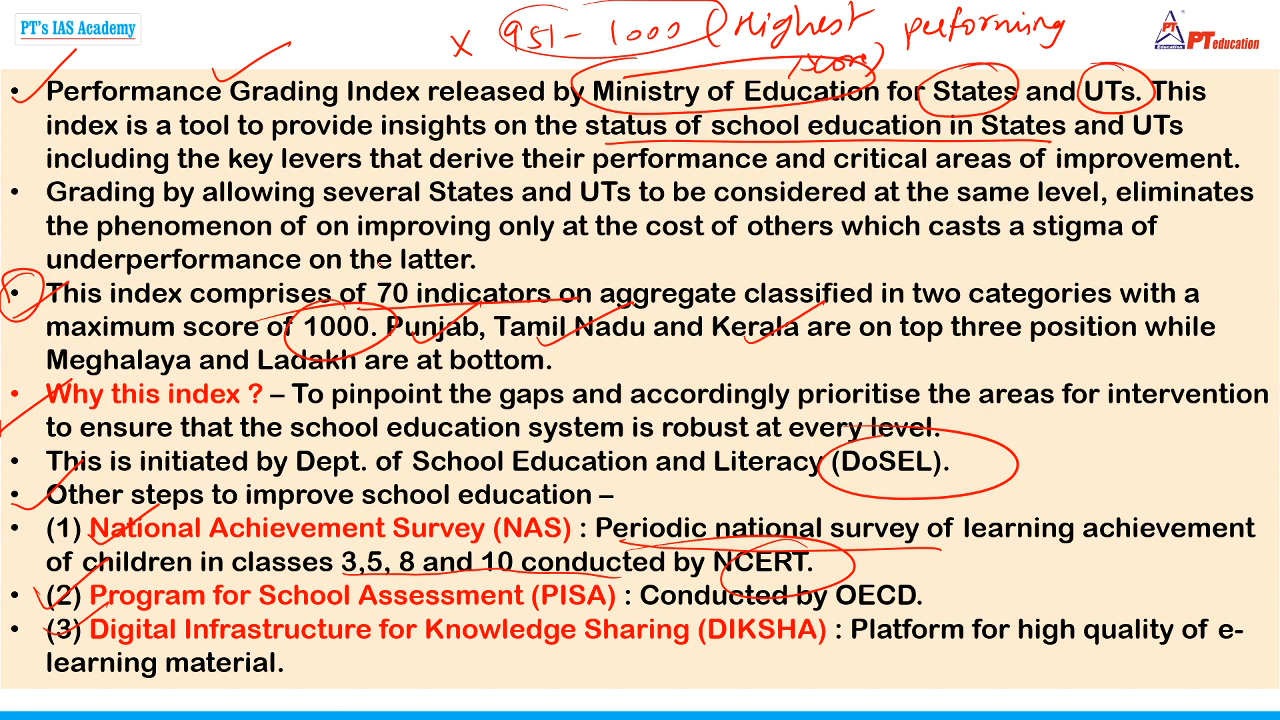 PT's IAS Academy
x 951-1000 (Highest performing
score)
PT
Education
PT education
• Performance Grading Index released by Ministry of Education for States and UTs. This
index is a tool to provide insights on the status of school education in States and UTs
including the key levers that derive their performance and critical areas of improvement.
• Grading by allowing several States and UTs to be considered at the same level, eliminates
the phenomenon of on improving only at the cost of others which casts a stigma of
underperformance on the latter.
• This index comprises of 70 indicators on aggregate classified in two categories with a
maximum score of 1000. Punjab, Tamil Nadu and Kerala are on top three position while
Meghalaya and Ladakh are at bottom.
• Why this index ? – To pinpoint the gaps and accordingly prioritise the areas for intervention
to ensure that the school education system is robust at every level.
• This is initiated by Dept. of School Education and Literacy (DoSEL).
• Other steps to improve school education –
• (1) National Achievement Survey (NAS) : Periodic national survey of learning achievement
of children in classes 3,5, 8 and 10 conducted by NCERT.
• (2) Program for School Assessment (PISA) : Conducted by OECD.
• (3) Digital Infrastructure for Knowledge Sharing (DIKSHA) : Platform for high quality of e-
learning material.